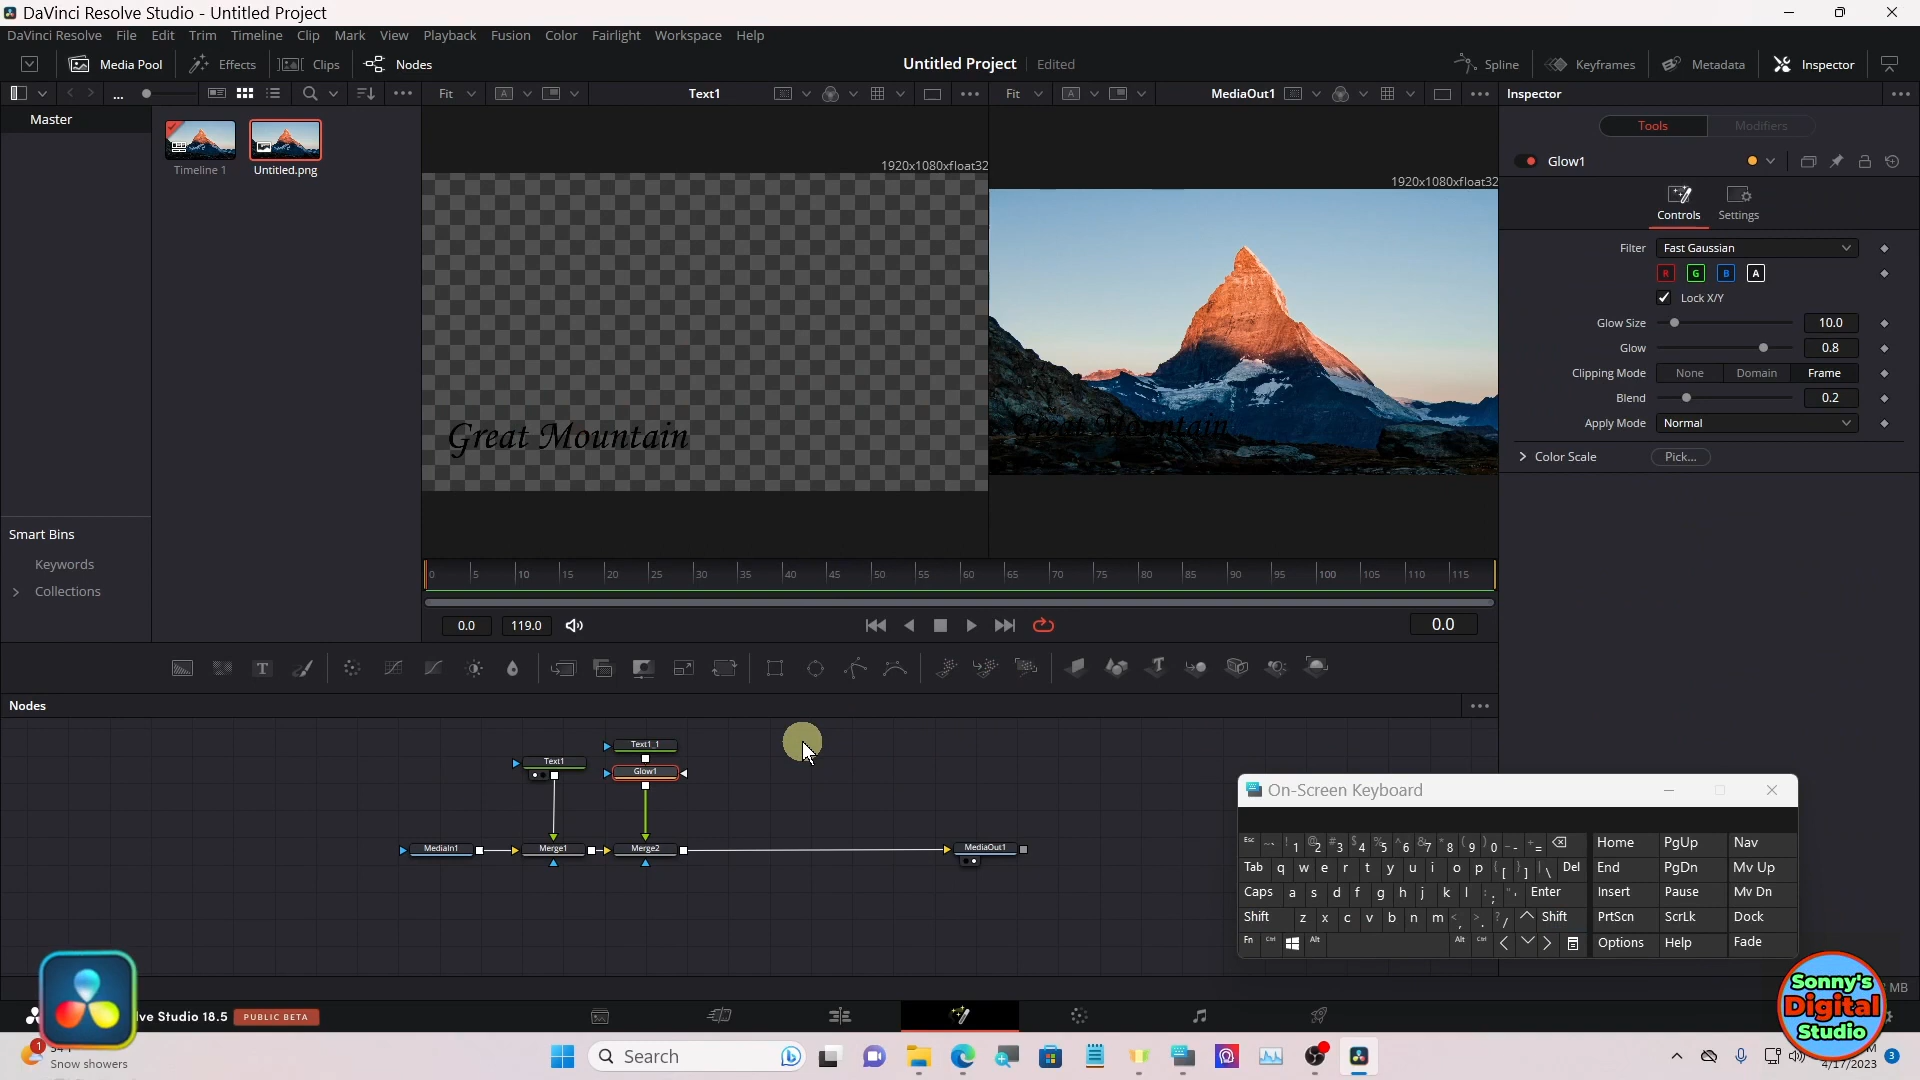 DaVinci Resolve Studio - Untitled Project
DaVinci Resolve File Edit Trim Timeline Clip Mark View Playback Fusion Color Fairlight Workspace Help
Media Pool Effects Clips Nodes Untitled Project Edited Spline Keyframes Metadata Inspector
... Fit A Text1 Fit A MediaOut1 Inspector
Master
Timeline 1 Untitled.png
1920x1080xfloat32
1920x1080xfloat32
Great Mountain
Great Mountain
Tools Modifiers
Glow1
Controls Settings
Filter Fast Gaussian
R G B A
Lock X/Y
Glow Size 10.0
Glow 0.8
Clipping Mode None Domain Frame
Blend 0.2
Apply Mode Normal
Color Scale Pick...
Smart Bins
Keywords
Collections
0 5 10 15 20 25 30 35 40 45 50 55 60 65 70 75 80 85 90 95 100 105 110 115
0.0 119.0 0.0
Nodes
Text1_1
Text1
Glow1
MediaIn1 Merge1 Merge2 MediaOut1
On-Screen Keyboard
Esc ~` !1 @2 #3 $4 %5 ^6 &7 *8 (9 )0 _- += Home PgUp Nav
Tab q w e r t y u i o p {[ }] |\ Del End PgDn Mv Up
Caps a s d f g h j k l :; "' Enter Insert Pause Mv Dn
Shift z x c v b n m <, >. ?/ Shift PrtScn ScrLk Dock
Fn Ctrl Alt Alt Ctrl Options Help Fade
ve Studio 18.5 PUBLIC BETA
MB
Sonny's
Digital
Studio
1
Snow showers
Search
4/17/2023
3